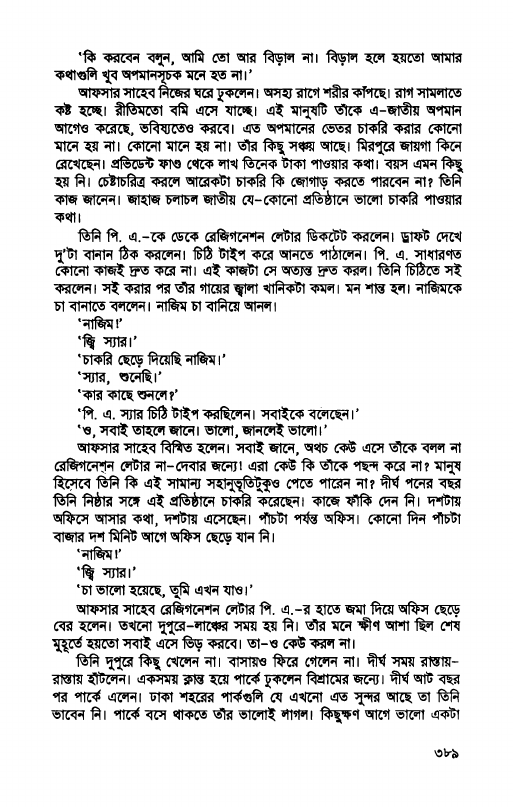 ‘কি করবেন বলুন, আমি তো আর বিড়াল না। বিড়াল হলে হয়তো আমার
কথাগুলি খুব অপমানসূচক মনে হত না।’
আফসার সাহেব নিজের ঘরে ঢুকলেন। অসহ্য রাগে শরীর কাঁপছে। রাগ সামলাতে
কষ্ট হচ্ছে। রীতিমতো বমি এসে যাচ্ছে। এই মানুষটি তাঁকে এ-জাতীয় অপমান
আগেও করেছে, ভবিষ্যতেও করবে। এত অপমানের ভেতর চাকরি করার কোনো
মানে হয় না। কোনো মানে হয় না। তাঁর কিছু সঞ্চয় আছে। মিরপুরে জায়গা কিনে
রেখেছেন। প্রভিডেন্ট ফাণ্ড থেকে লাখ তিনেক টাকা পাওয়ার কথা। বয়স এমন কিছু
হয় নি। চেষ্টাচরিত্র করলে আরেকটা চাকরি কি জোগাড় করতে পারবেন না? তিনি
কাজ জানেন। জাহাজ চলাচল জাতীয় যে-কোনো প্রতিষ্ঠানে ভালো চাকরি পাওয়ার
কথা।
তিনি পি. এ.-কে ডেকে রেজিগনেশন লেটার ডিকটেট করলেন। ড্রাফট দেখে
দু’টা বানান ঠিক করলেন। চিঠি টাইপ করে আনতে পাঠালেন। পি. এ. সাধারণত
কোনো কাজই দ্রুত করে না। এই কাজটা সে অত্যন্ত দ্রুত করল। তিনি চিঠিতে সই
করলেন। সই করার পর তাঁর গায়ের জ্বালা খানিকটা কমল। মন শান্ত হল। নাজিমকে
চা বানাতে বললেন। নাজিম চা বানিয়ে আনল।
‘নাজিম!’
‘জ্বি স্যার।’
‘চাকরি ছেড়ে দিয়েছি নাজিম।’
‘স্যার, শুনেছি।’
‘কার কাছে শুনলে?’
‘পি. এ. স্যার চিঠি টাইপ করছিলেন। সবাইকে বলেছেন।’
‘ও, সবাই তাহলে জানে। ভালো, জানলেই ভালো।’
আফসার সাহেব বিস্মিত হলেন। সবাই জানে, অথচ কেউ এসে তাঁকে বলল না
রেজিগনেশন লেটার না-দেবার জন্যে! এরা কেউ কি তাঁকে পছন্দ করে না? মানুষ
হিসেবে তিনি কি এই সামান্য সহানুভূতিটুকুও পেতে পারেন না? দীর্ঘ পনের বছর
তিনি নিষ্ঠার সঙ্গে এই প্রতিষ্ঠানে চাকরি করেছেন। কাজে ফাঁকি দেন নি। দশটায়
অফিসে আসার কথা, দশটায় এসেছেন। পাঁচটা পর্যন্ত অফিস। কোনো দিন পাঁচটা
বাজার দশ মিনিট আগে অফিস ছেড়ে যান নি।
‘নাজিম!’
‘জ্বি স্যার।’
‘চা ভালো হয়েছে, তুমি এখন যাও।’
আফসার সাহেব রেজিগনেশন লেটার পি. এ.-র হাতে জমা দিয়ে অফিস ছেড়ে
বের হলেন। তখনো দুপুরে-লাঞ্চের সময় হয় নি। তাঁর মনে ক্ষীণ আশা ছিল শেষ
মুহূর্তে হয়তো সবাই এসে ভিড় করবে। তা-ও কেউ করল না।
তিনি দুপুরে কিছু খেলেন না। বাসায়ও ফিরে গেলেন না। দীর্ঘ সময় রাস্তায়-
রাস্তায় হাঁটলেন। একসময় ক্লান্ত হয়ে পার্কে ঢুকলেন বিশ্রামের জন্যে। দীর্ঘ আট বছর
পর পার্কে এলেন। ঢাকা শহরের পার্কগুলি যে এখনো এত সুন্দর আছে তা তিনি
ভাবেন নি। পার্কে বসে থাকতে তাঁর ভালোই লাগল। কিছুক্ষণ আগে ভালো একটা
৩৮৯